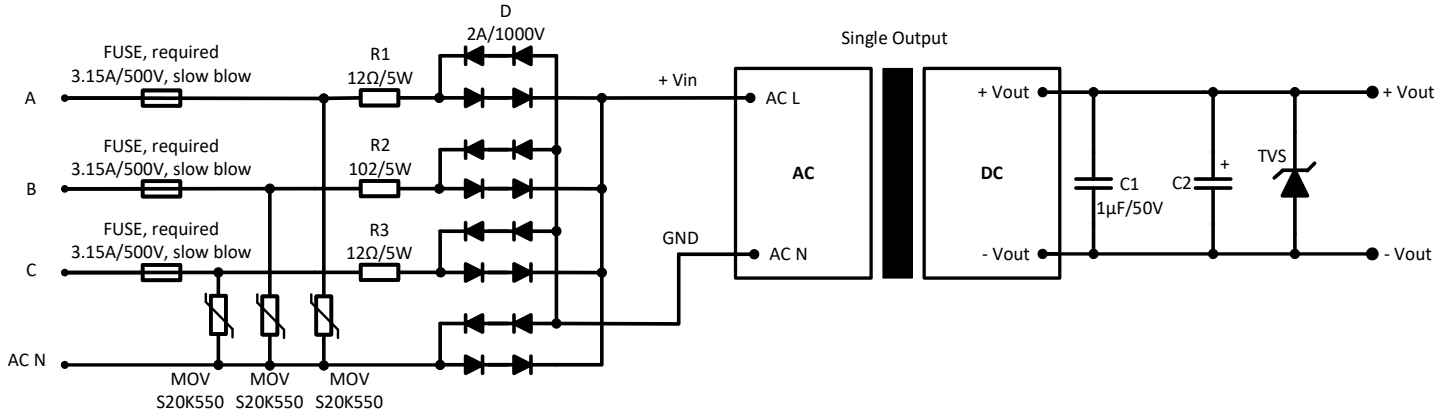 D
2A/1000V
FUSE, required
3.15A/500V, slow blow
R1
12Ω/5W
Single Output
A
+ Vin
AC L
+ Vout
+ Vout
FUSE, required
3.15A/500V, slow blow
R2
102/5W
B
AC
DC
C1
1µF/50V
C2
+
TVS
FUSE, required
3.15A/500V, slow blow
R3
12Ω/5W
C
GND
AC N
- Vout
- Vout
AC N
MOV
S20K550
MOV
S20K550
MOV
S20K550